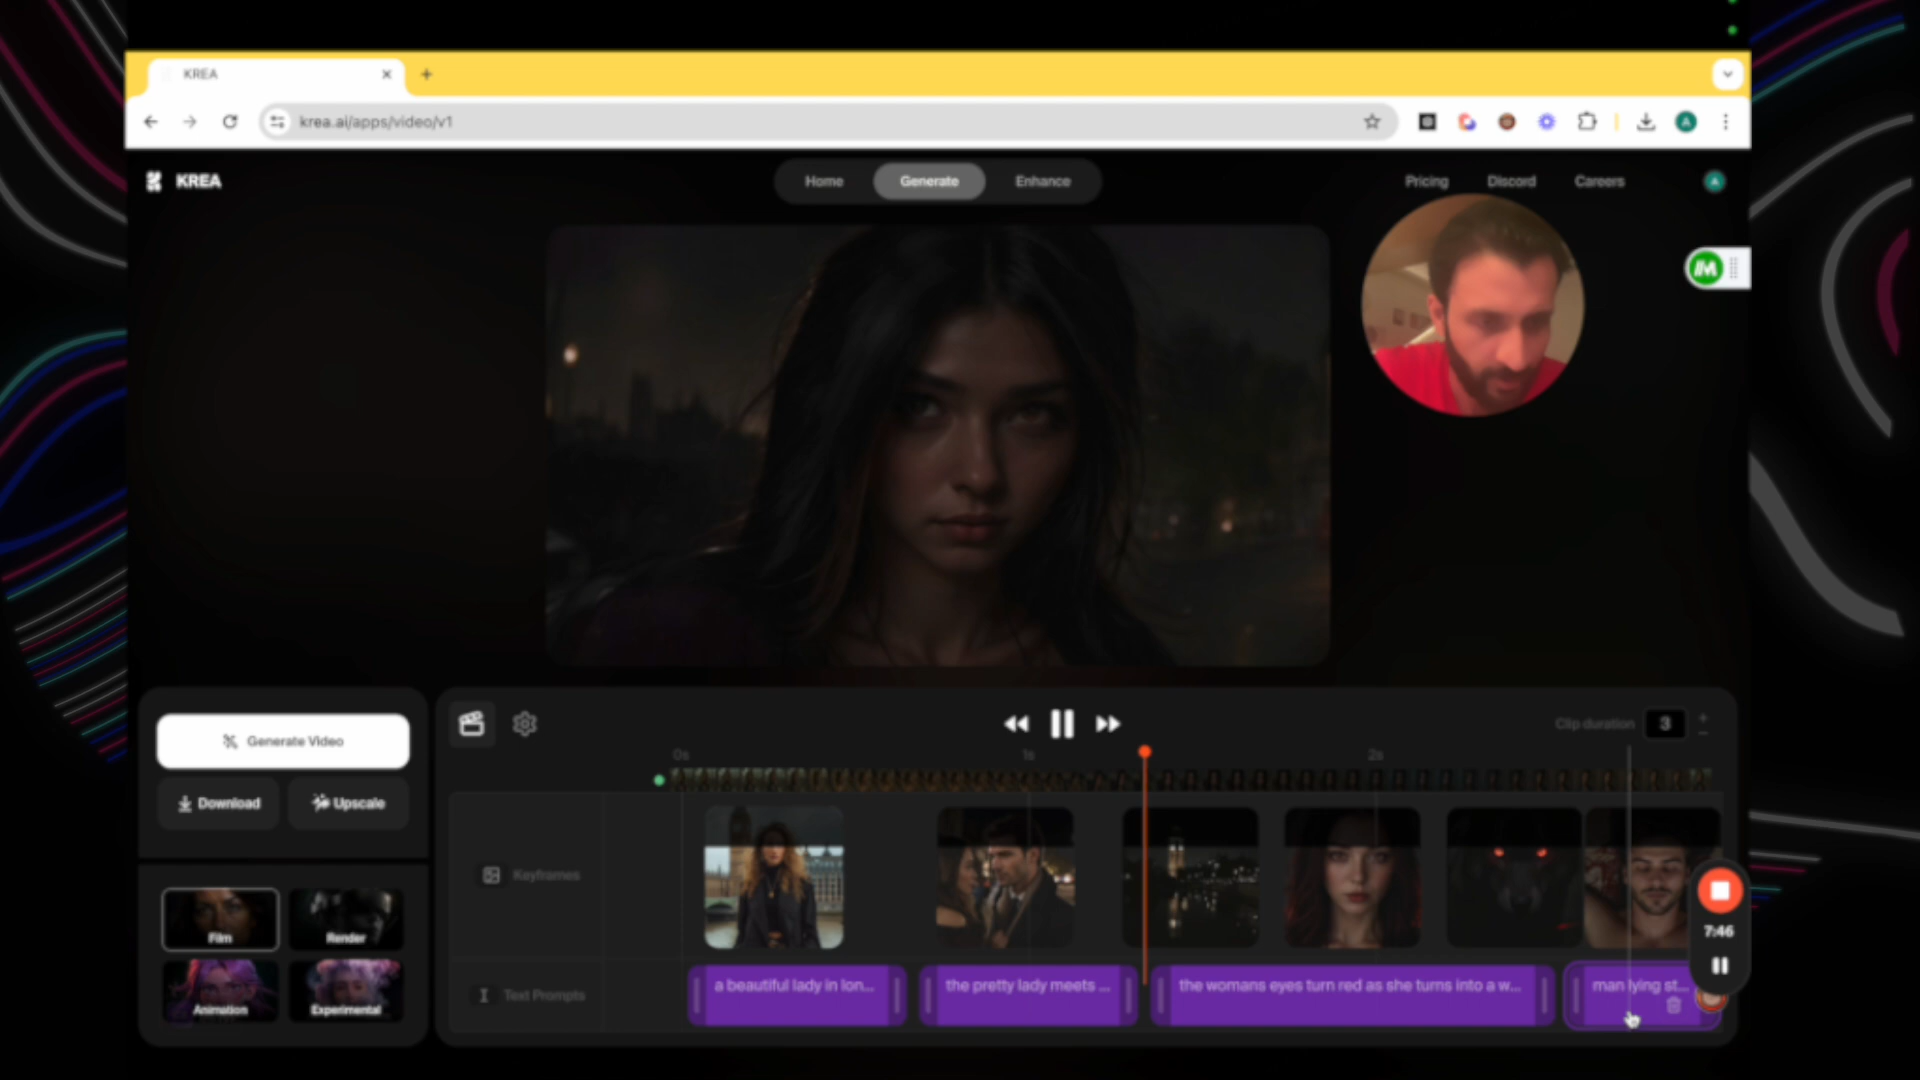 KREA
krea.ai/apps/video/v1
A
KREA
Home
Generate
Enhance
Pricing
Discord
Careers
A
Generate Video
Download
Upscale
Film
Render
Animation
Experimental
Clip duration
3
0s
1s
2s
Keyframes
Text Prompts
a beautiful lady in lon...
the pretty lady meets ...
the womans eyes turn red as she turns into a w...
man lying st...
7:46